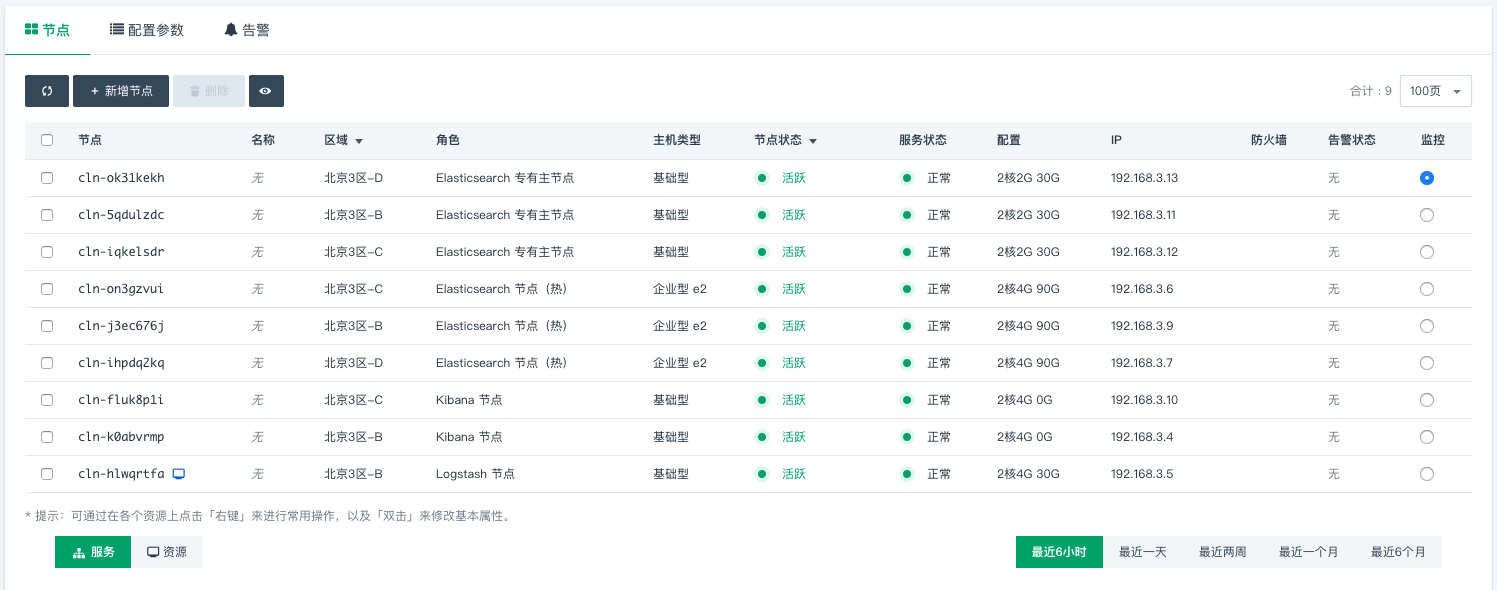 节点 配置参数 告警
+ 新增节点 删除 合计：9 100页
节点 名称 区域 角色 主机类型 节点状态 服务状态 配置 IP 防火墙 告警状态 监控
cln-ok31kekh 无 北京3区-D Elasticsearch 专有主节点 基础型 活跃 正常 2核2G 30G 192.168.3.13 无
cln-5qdulzdc 无 北京3区-B Elasticsearch 专有主节点 基础型 活跃 正常 2核2G 30G 192.168.3.11 无
cln-iqkelsdr 无 北京3区-C Elasticsearch 专有主节点 基础型 活跃 正常 2核2G 30G 192.168.3.12 无
cln-on3gzvui 无 北京3区-C Elasticsearch 节点（热） 企业型 e2 活跃 正常 2核4G 90G 192.168.3.6 无
cln-j3ec676j 无 北京3区-B Elasticsearch 节点（热） 企业型 e2 活跃 正常 2核4G 90G 192.168.3.9 无
cln-ihpdq2kq 无 北京3区-D Elasticsearch 节点（热） 企业型 e2 活跃 正常 2核4G 90G 192.168.3.7 无
cln-fluk8p1i 无 北京3区-C Kibana 节点 基础型 活跃 正常 2核4G 0G 192.168.3.10 无
cln-k0abvrmp 无 北京3区-B Kibana 节点 基础型 活跃 正常 2核4G 0G 192.168.3.4 无
cln-hlwqrtfa 无 北京3区-B Logstash 节点 基础型 活跃 正常 2核4G 30G 192.168.3.5 无
* 提示：可通过在各个资源上点击「右键」来进行常用操作，以及「双击」来修改基本属性。
服务 资源 最近6小时 最近一天 最近两周 最近一个月 最近6个月